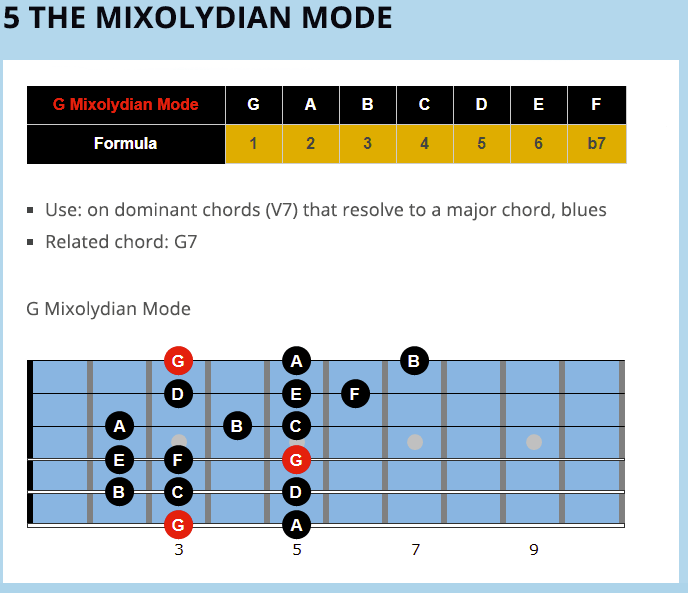 5 THE MIXOLYDIAN MODE
G Mixolydian Mode G A B C D E F
Formula 1 2 3 4 5 6 b7
Use: on dominant chords (V7) that resolve to a major chord, blues
Related chord: G7
G Mixolydian Mode
G A B
D E F
A B C
E F G
B C D
G A
3 5 7 9